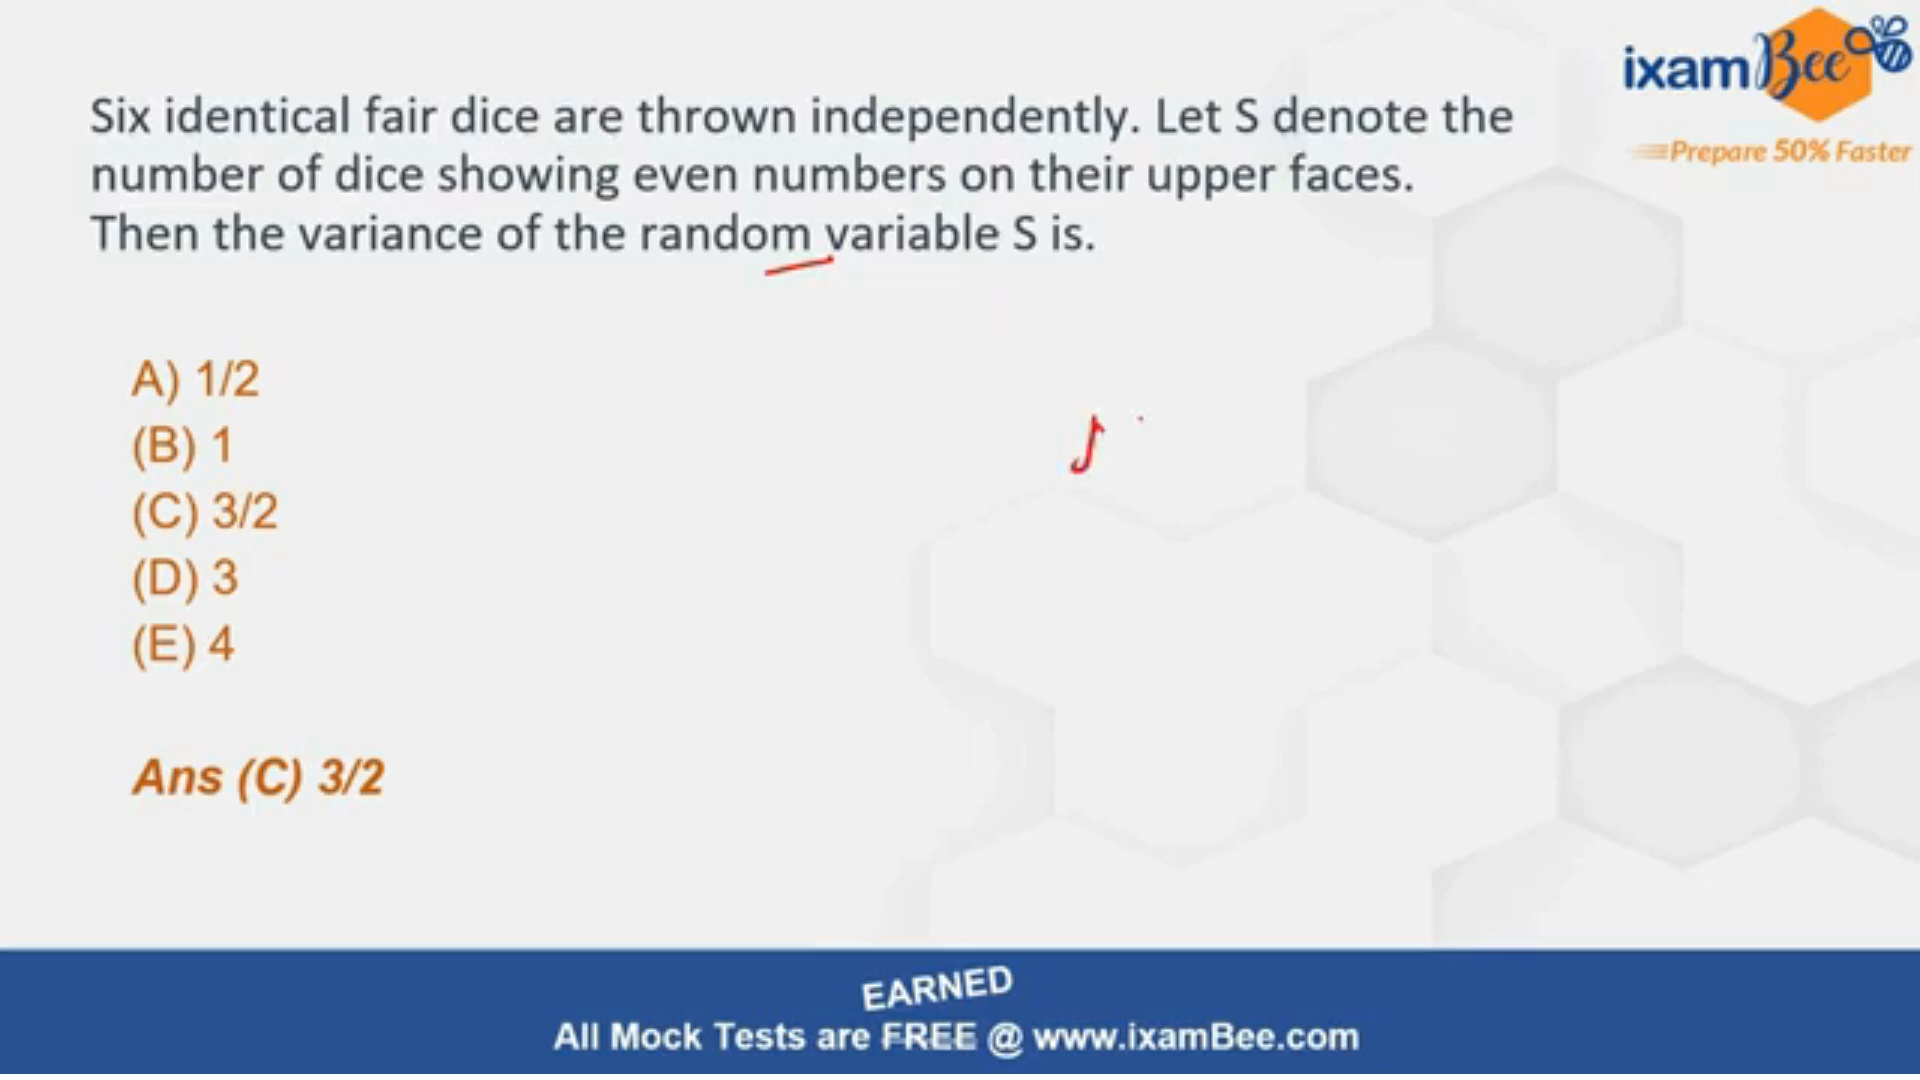 ixamBee
Prepare 50% Faster
Six identical fair dice are thrown independently. Let S denote the
number of dice showing even numbers on their upper faces.
Then the variance of the random variable S is.
A) 1/2
(B) 1
(C) 3/2
(D) 3
(E) 4
Ans (C) 3/2
EARNED
All Mock Tests are FREE @ www.ixamBee.com